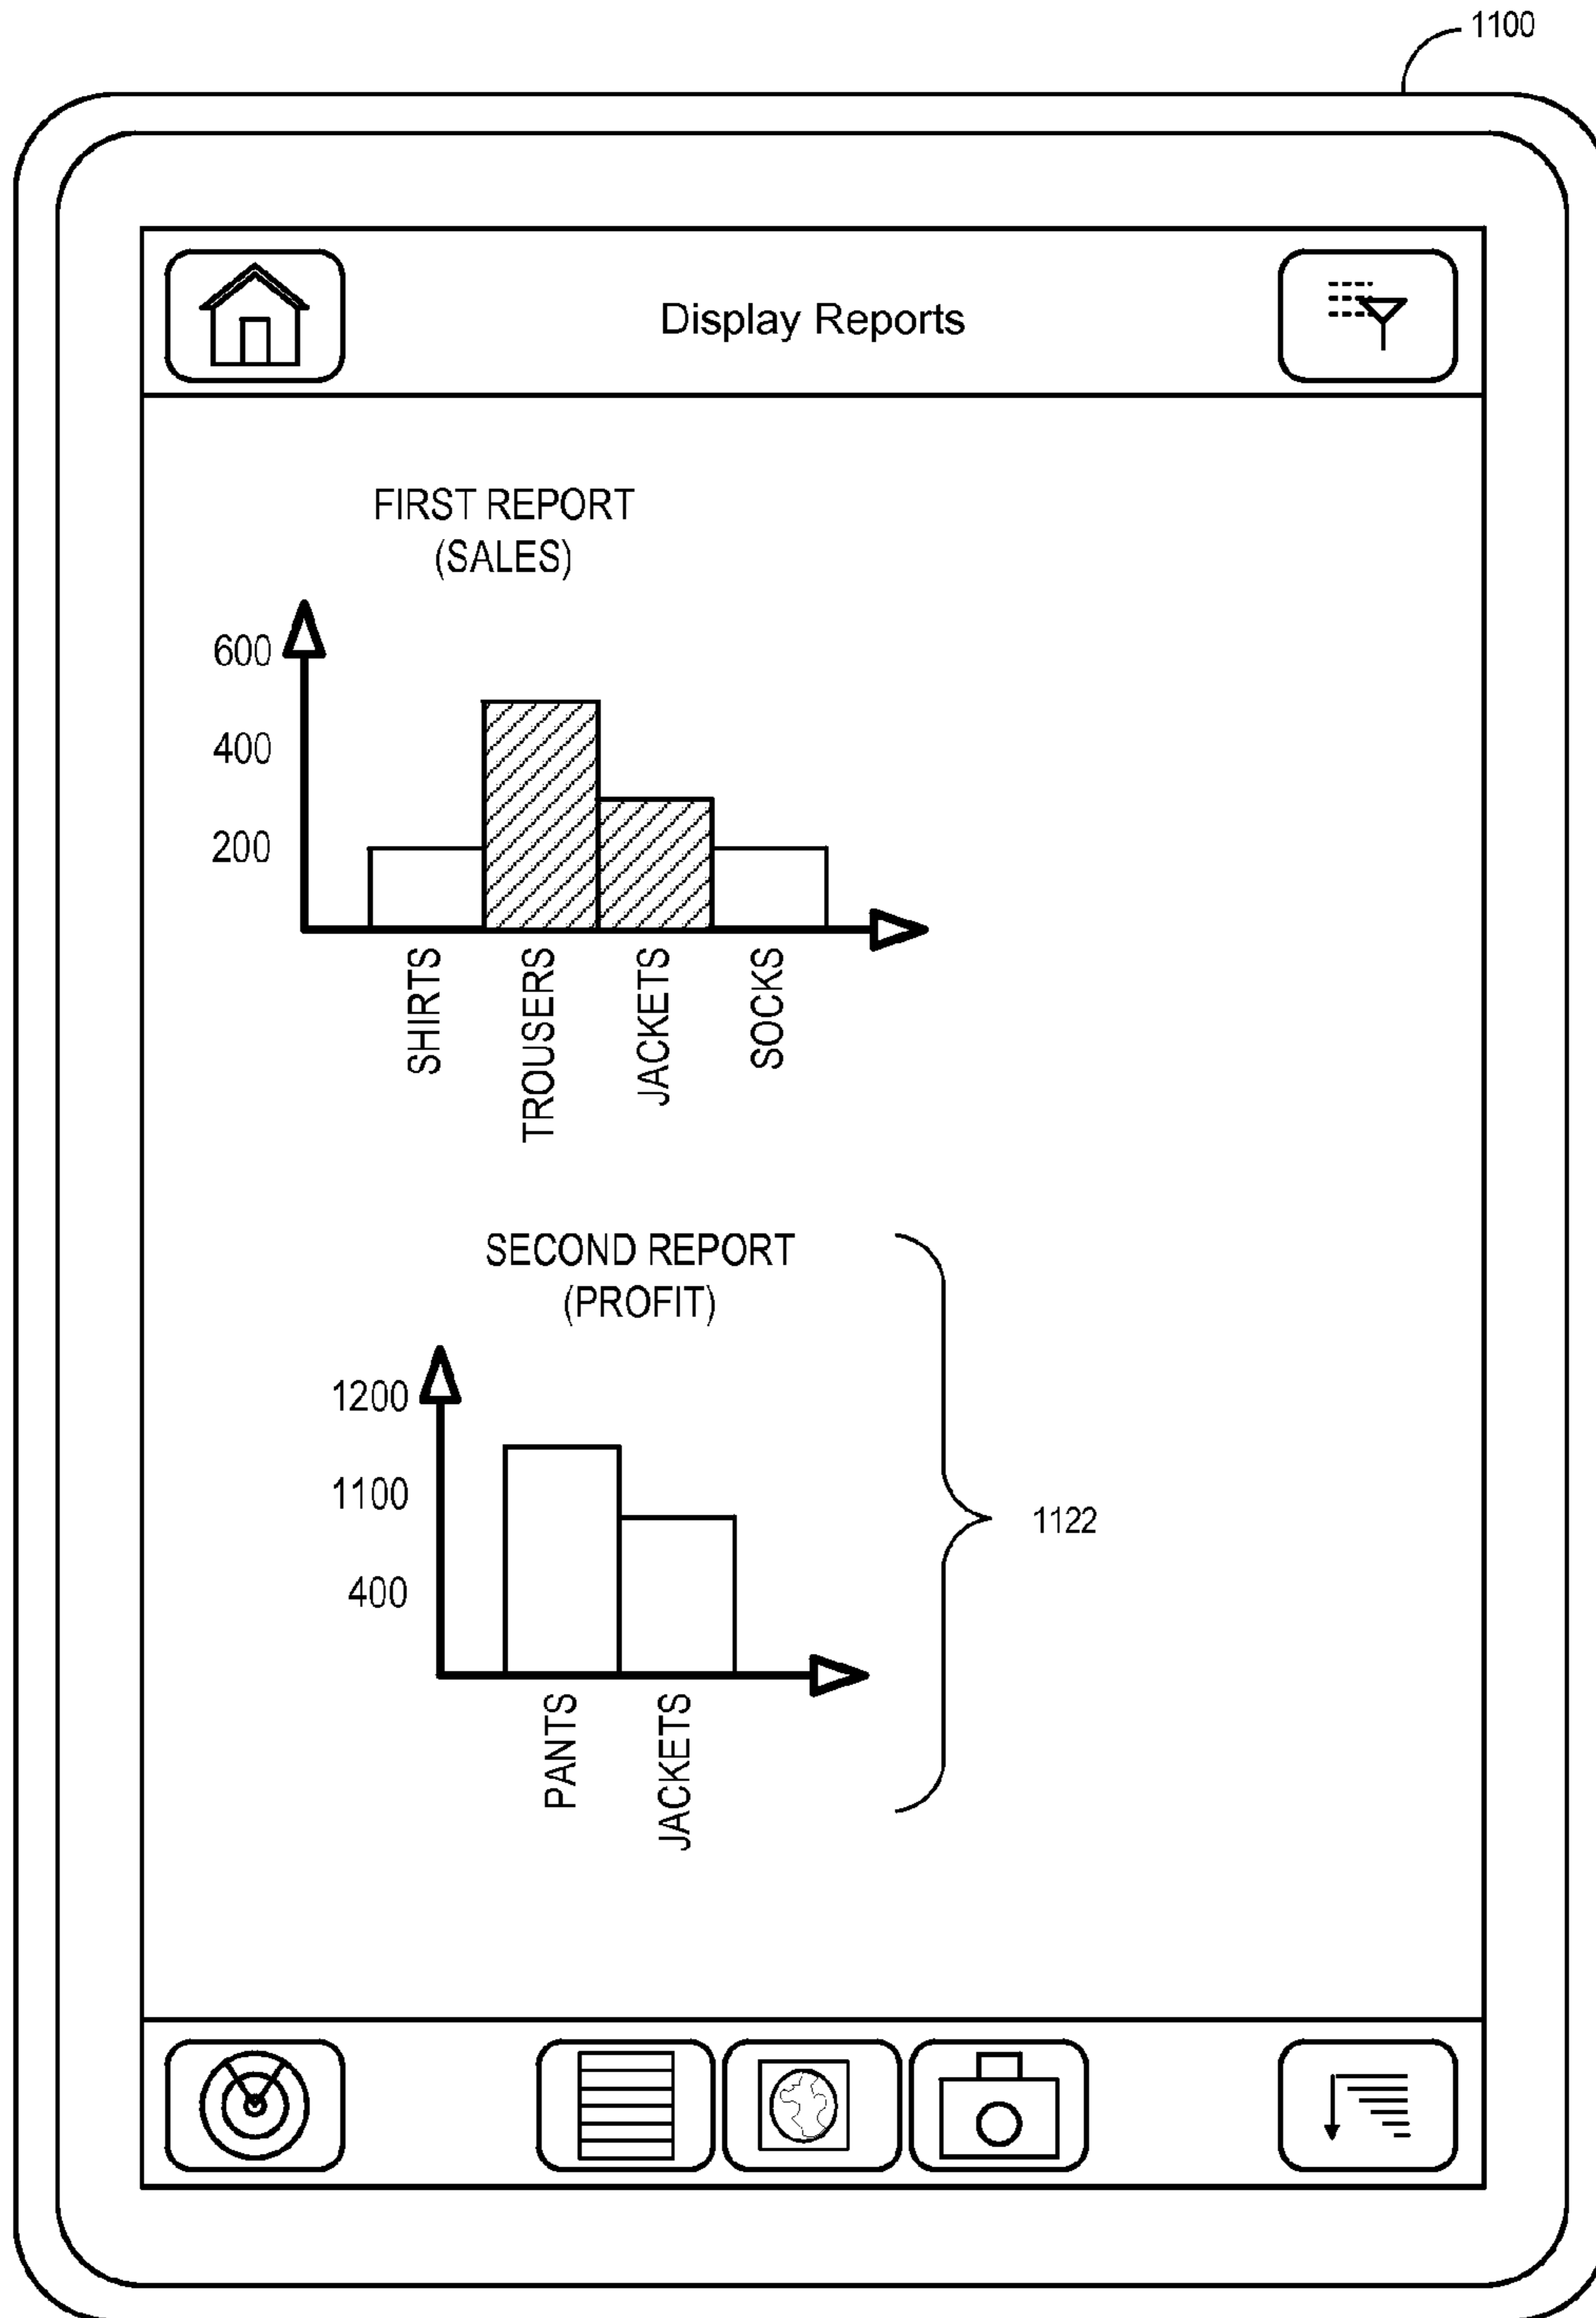 1100
Display Reports
FIRST REPORT
(SALES)
600
400
200
SHIRTS
TROUSERS
JACKETS
SOCKS
SECOND REPORT
(PROFIT)
1200
1100
400
1122
PANTS
JACKETS